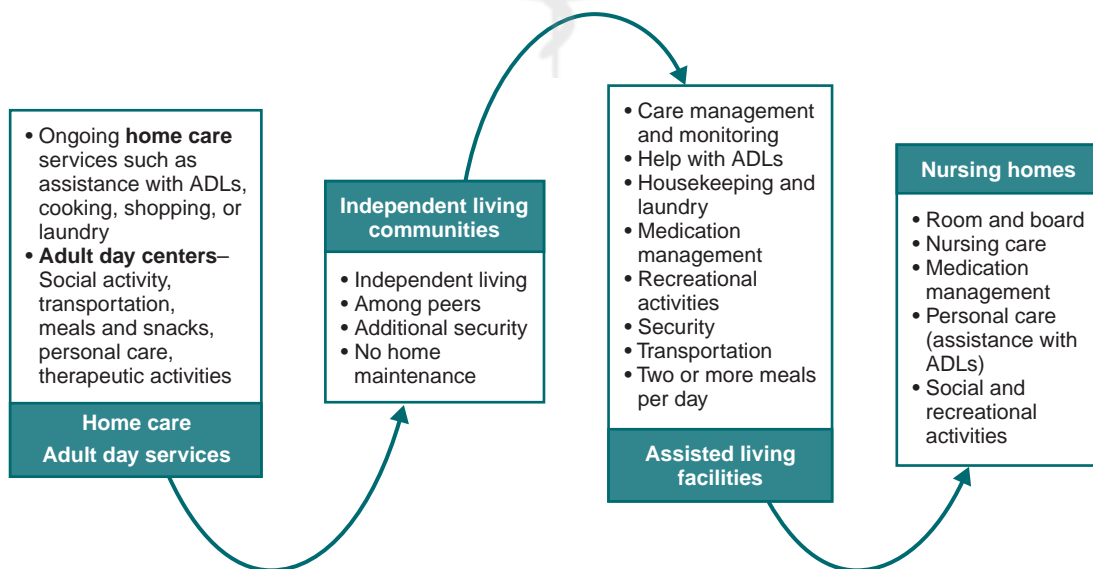 • Ongoing home care
services such as
assistance with ADLs,
cooking, shopping, or
laundry
• Adult day centers–
Social activity,
transportation,
meals and snacks,
personal care,
therapeutic activities
Home care
Adult day services
Independent living
communities
• Independent living
• Among peers
• Additional security
• No home
maintenance
• Care management
and monitoring
• Help with ADLs
• Housekeeping and
laundry
• Medication
management
• Recreational
activities
• Security
• Transportation
• Two or more meals
per day
Assisted living
facilities
Nursing homes
• Room and board
• Nursing care
• Medication
management
• Personal care
(assistance with
ADLs)
• Social and
recreational
activities